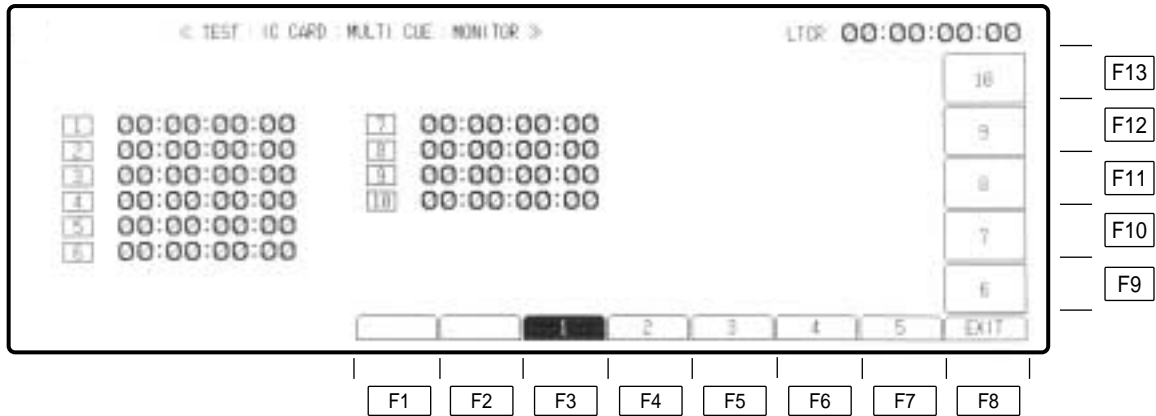 ≪ TEST : IC CARD : MULTI CUE : MONITOR ≫ LTCR 00:00:00:00
10 F13
1 00:00:00:00 7 00:00:00:00
9 F12
2 00:00:00:00 8 00:00:00:00
3 00:00:00:00 9 00:00:00:00
8 F11
4 00:00:00:00 10 00:00:00:00
5 00:00:00:00
7 F10
6 00:00:00:00
6 F9
1 2 3 4 5 EXIT
F1 F2 F3 F4 F5 F6 F7 F8